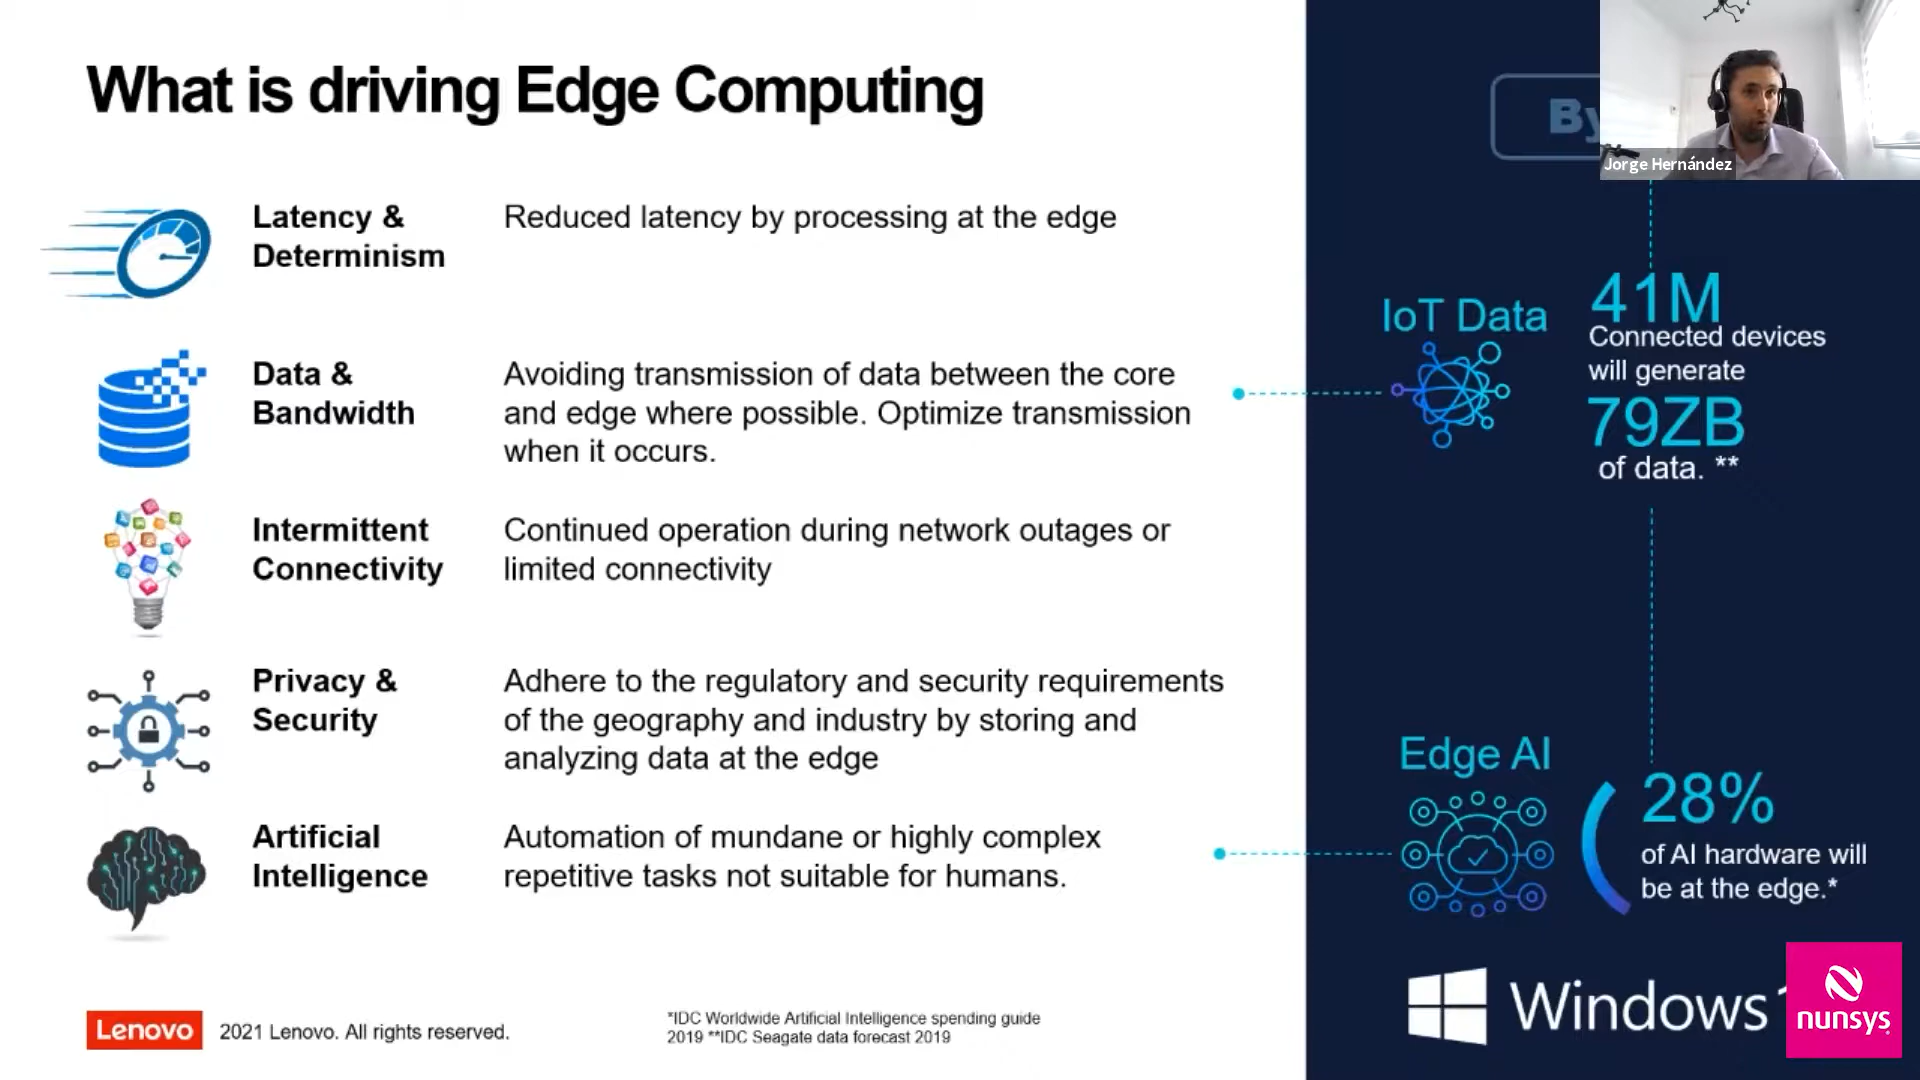 What is driving Edge Computing
By
Jorge Hernández
Latency &
Determinism
Reduced latency by processing at the edge
Data &
Bandwidth
Avoiding transmission of data between the core
and edge where possible. Optimize transmission
when it occurs.
Intermittent
Connectivity
Continued operation during network outages or
limited connectivity
Privacy &
Security
Adhere to the regulatory and security requirements
of the geography and industry by storing and
analyzing data at the edge
Artificial
Intelligence
Automation of mundane or highly complex
repetitive tasks not suitable for humans.
IoT Data
41M
Connected devices
will generate
79ZB
of data. **
Edge AI
28%
of AI hardware will
be at the edge.*
Lenovo
2021 Lenovo. All rights reserved.
*IDC Worldwide Artificial Intelligence spending guide
2019 **IDC Seagate data forecast 2019
Windows
nunsys